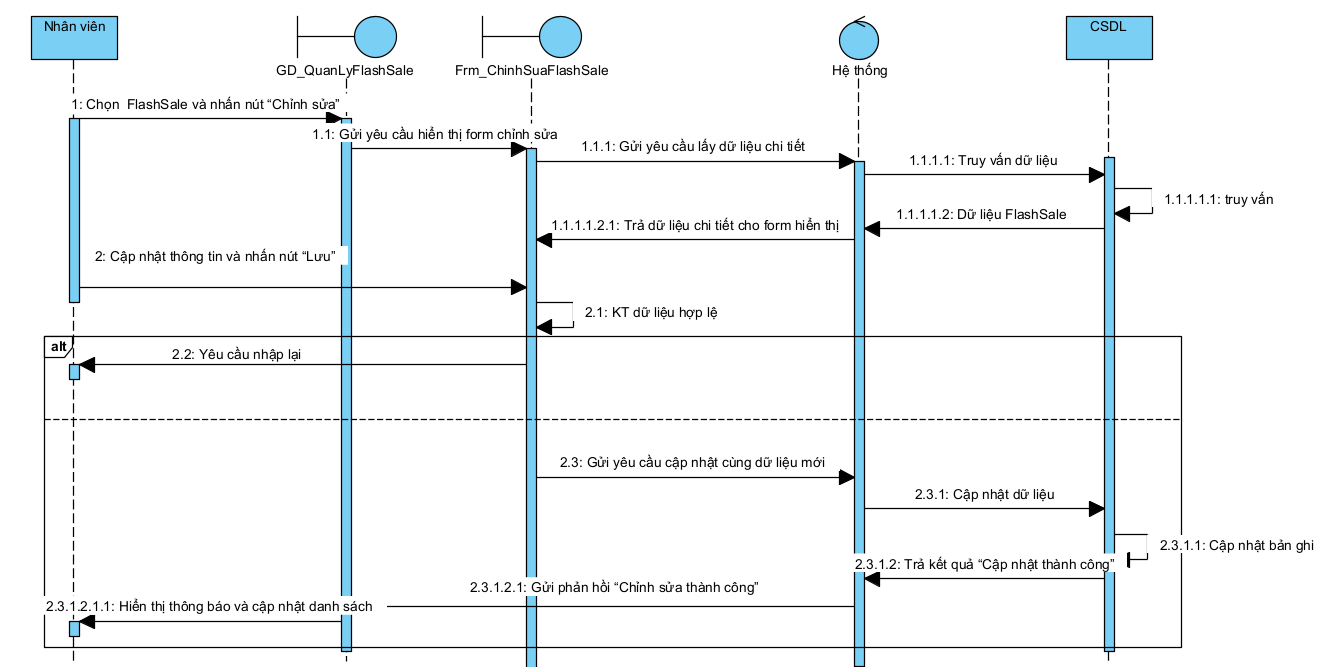 Nhân viên
CSDL
GD_QuanLyFlashSale
Frm_ChinhSuaFlashSale
Hệ thống
1: Chọn  FlashSale và nhấn nút “Chỉnh sửa”
1.1: Gửi yêu cầu hiển thị form chỉnh sửa
1.1.1: Gửi yêu cầu lấy dữ liệu chi tiết
1.1.1.1: Truy vấn dữ liệu
1.1.1.1.1: truy vấn
1.1.1.1.2: Dữ liệu FlashSale
1.1.1.1.2.1: Trả dữ liệu chi tiết cho form hiển thị
2: Cập nhật thông tin và nhấn nút “Lưu”
2.1: KT dữ liệu hợp lệ
alt
2.2: Yêu cầu nhập lại
2.3: Gửi yêu cầu cập nhật cùng dữ liệu mới
2.3.1: Cập nhật dữ liệu
2.3.1.1: Cập nhật bản ghi
2.3.1.2: Trả kết quả “Cập nhật thành công”
2.3.1.2.1: Gửi phản hồi “Chỉnh sửa thành công”
2.3.1.2.1.1: Hiển thị thông báo và cập nhật danh sách